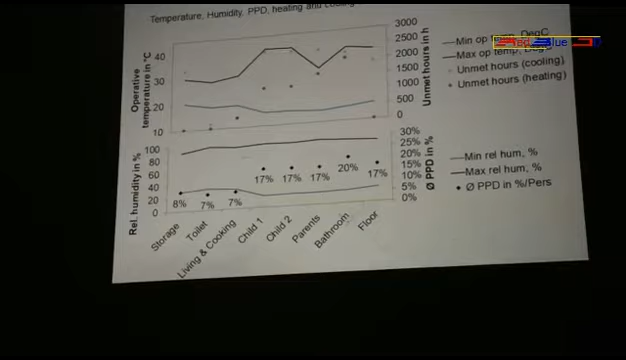 Temperature, Humidity, PPD, heating and cooling
Operative
temperature in °C
40
30
20
10
3000
2500
2000
1500
1000
500
0
Unmet hours in h
Min op temp, DegC
Max op temp, DegC
Unmet hours (cooling)
Unmet hours (heating)
Rel. humidity in %
100
80
60
40
20
0
8%
7%
7%
17%
17%
17%
20%
17%
30%
25%
20%
15%
10%
5%
0%
Ø PPD in %
Min rel hum, %
Max rel hum, %
Ø PPD in %/Pers
Storage
Toilet
Living & Cooking
Child 1
Child 2
Parents
Bathroom
Floor